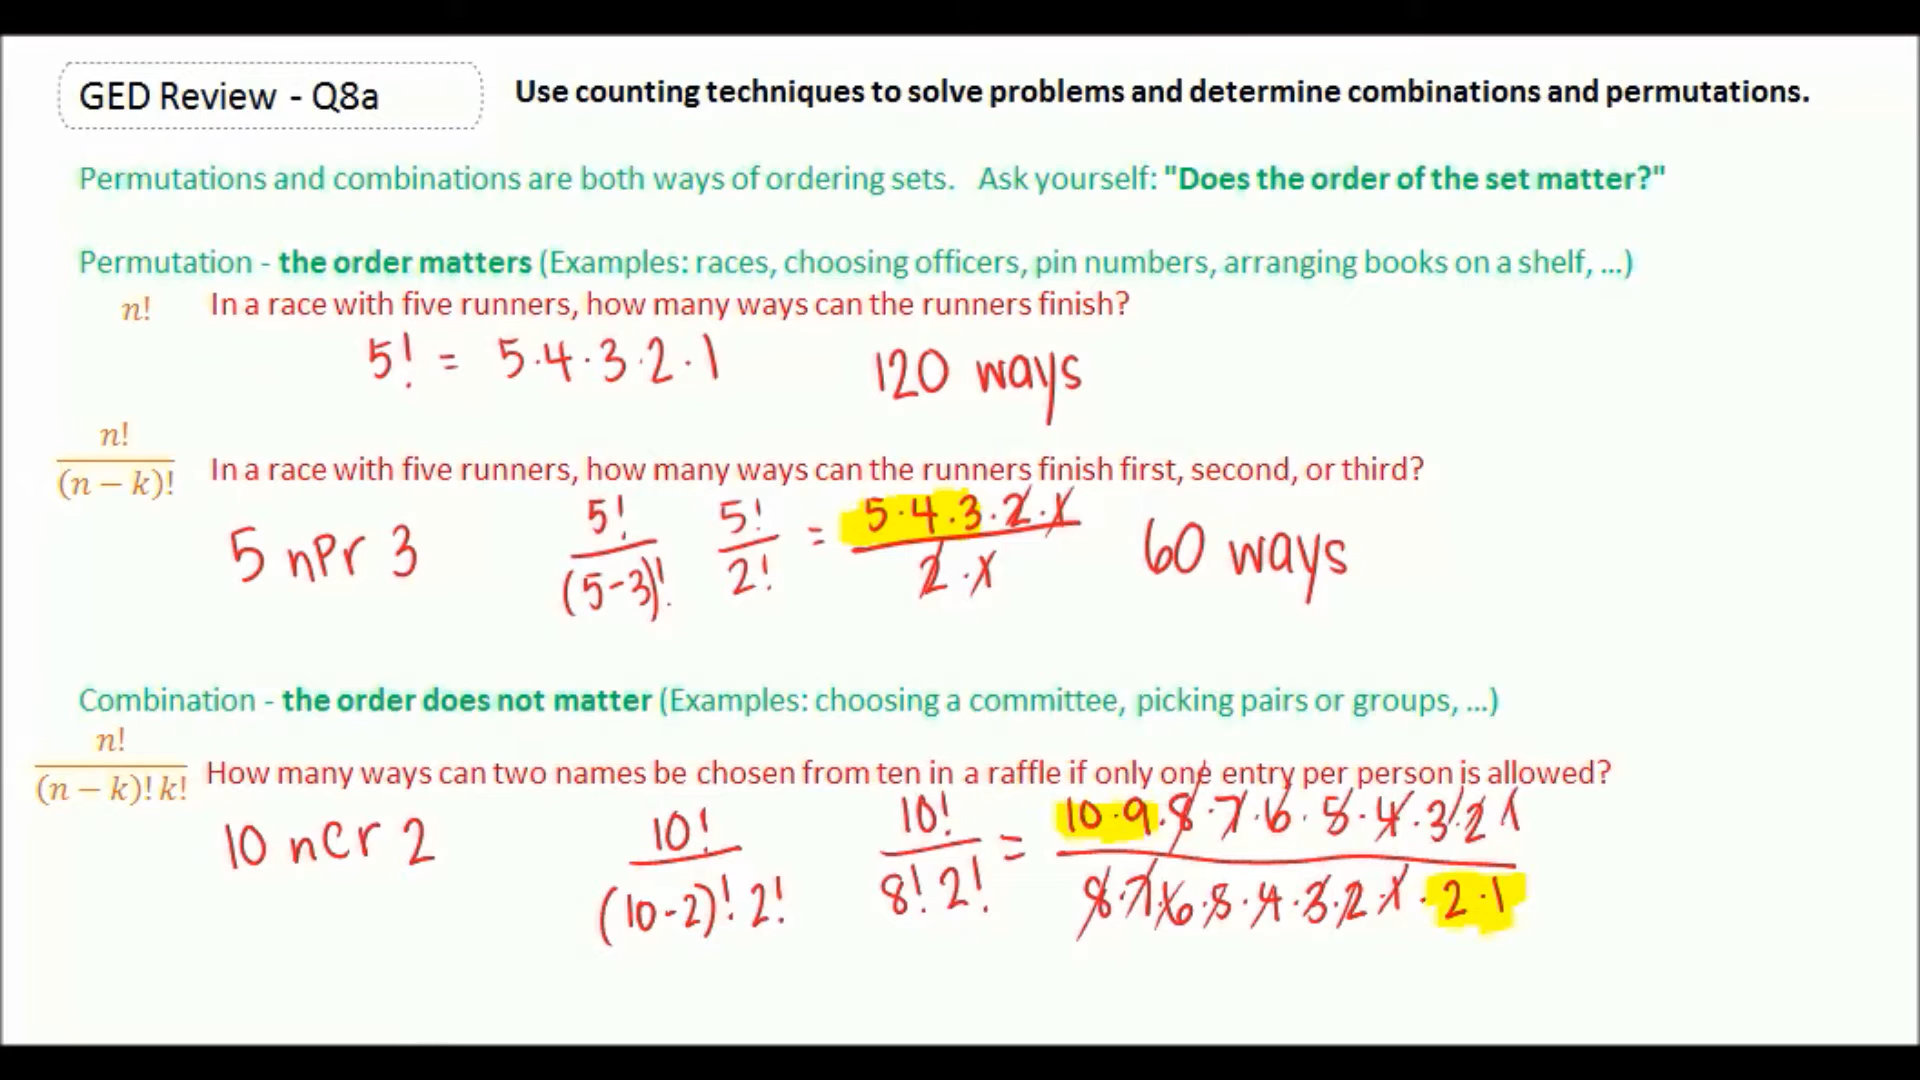 GED Review - Q8a
Use counting techniques to solve problems and determine combinations and permutations.
Permutations and combinations are both ways of ordering sets. Ask yourself: "Does the order of the set matter?"
Permutation - the order matters (Examples: races, choosing officers, pin numbers, arranging books on a shelf, ...)
n! In a race with five runners, how many ways can the runners finish?
5! = 5·4·3·2·1 120 ways
n!/(n − k)! In a race with five runners, how many ways can the runners finish first, second, or third?
5 nPr 3 5!/(5-3)! 5!/2! = 5·4·3·2·1/2·1 60 ways
Combination - the order does not matter (Examples: choosing a committee, picking pairs or groups, ...)
n!/(n − k)! k! How many ways can two names be chosen from ten in a raffle if only one entry per person is allowed?
10 nCr 2 10!/(10-2)! 2! 10!/8! 2! = 10·9·8·7·6·5·4·3·2 1/8·7·6·5·4·3·2·1·2·1